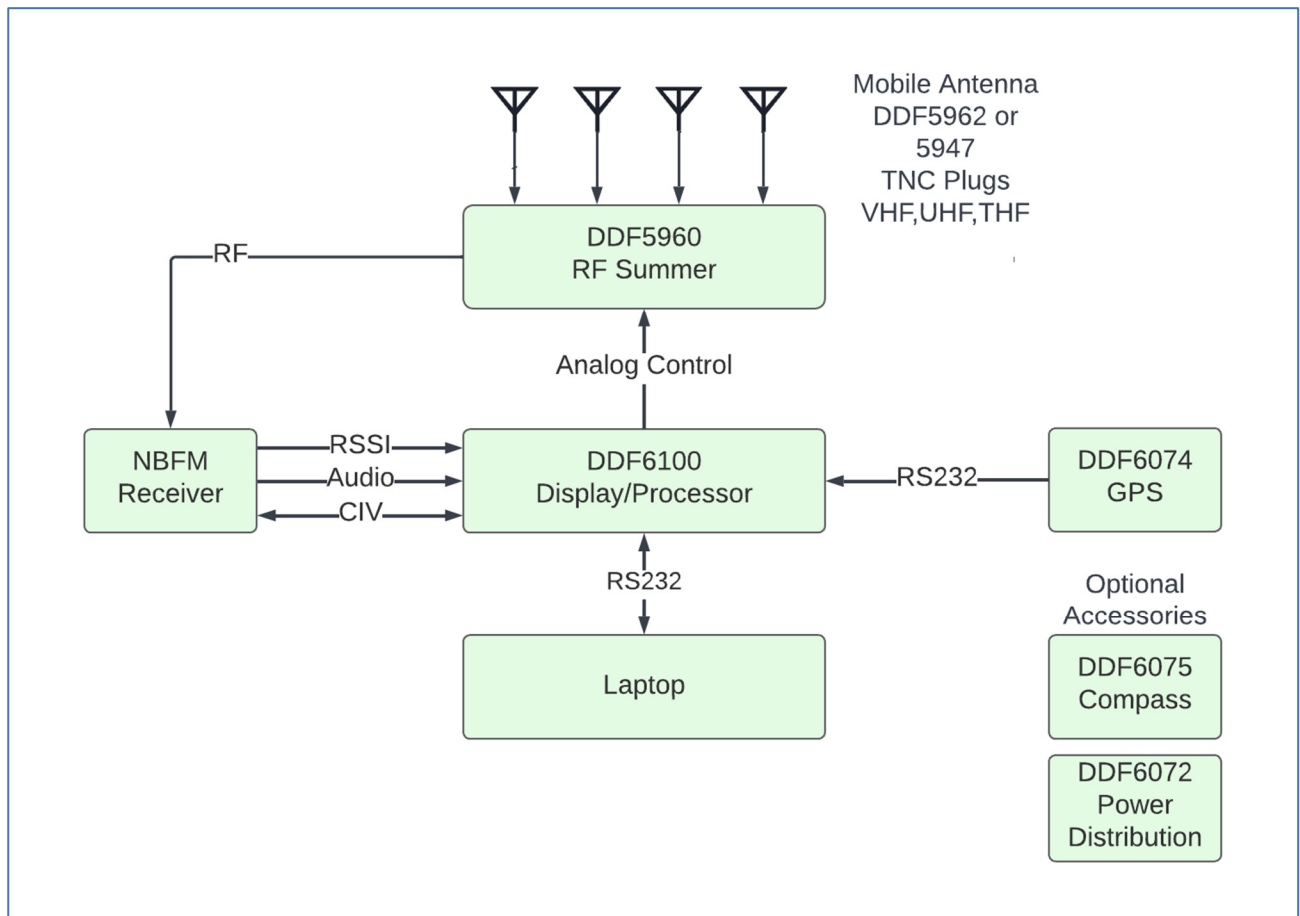 Mobile Antenna
DDF5962 or
5947
TNC Plugs
VHF,UHF,THF
DDF5960
RF Summer
RF
Analog Control
NBFM
Receiver
RSSI
Audio
CIV
DDF6100
Display/Processor
RS232
DDF6074
GPS
RS232
Laptop
Optional
Accessories
DDF6075
Compass
DDF6072
Power
Distribution